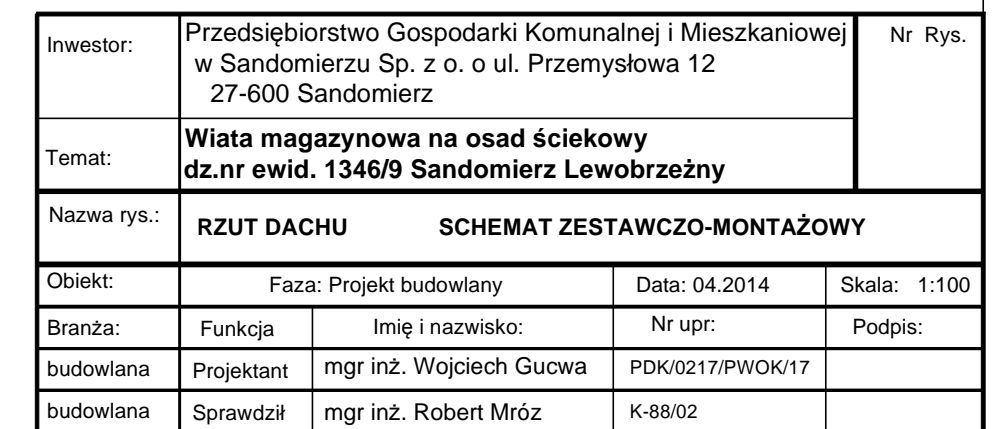 Inwestor: Przedsiębiorstwo Gospodarki Komunalnej i Mieszkaniowej Nr Rys.
w Sandomierzu Sp. z o. o ul. Przemysłowa 12
27-600 Sandomierz
Temat: Wiata magazynowa na osad ściekowy
dz.nr ewid. 1346/9 Sandomierz Lewobrzeżny
Nazwa rys.: RZUT DACHU SCHEMAT ZESTAWCZO-MONTAŻOWY
Obiekt: Faza: Projekt budowlany Data: 04.2014 Skala: 1:100
Branża: Funkcja Imię i nazwisko: Nr upr: Podpis:
budowlana Projektant mgr inż. Wojciech Gucwa PDK/0217/PWOK/17
budowlana Sprawdził mgr inż. Robert Mróz K-88/02